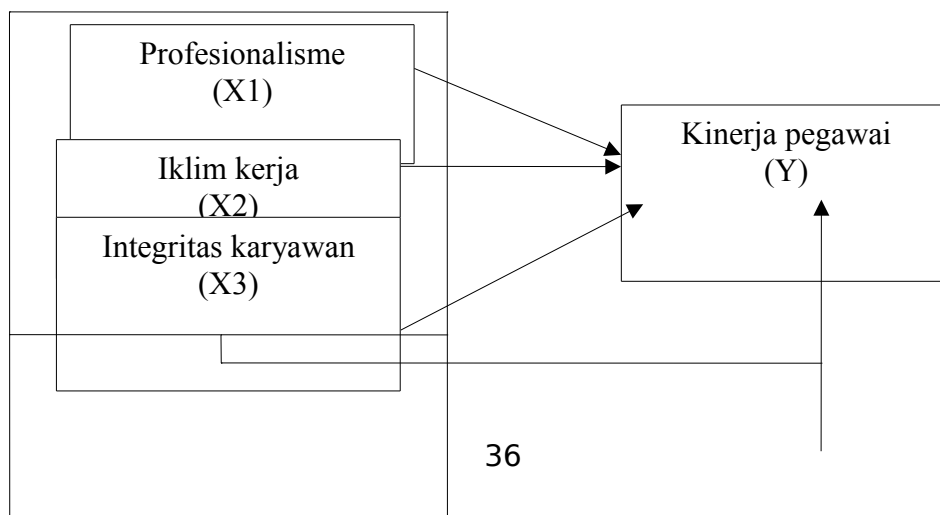 Profesionalisme
(X1)
Iklim kerja
(X2)
Integritas karyawan
(X3)
Kinerja pegawai
(Y)
36